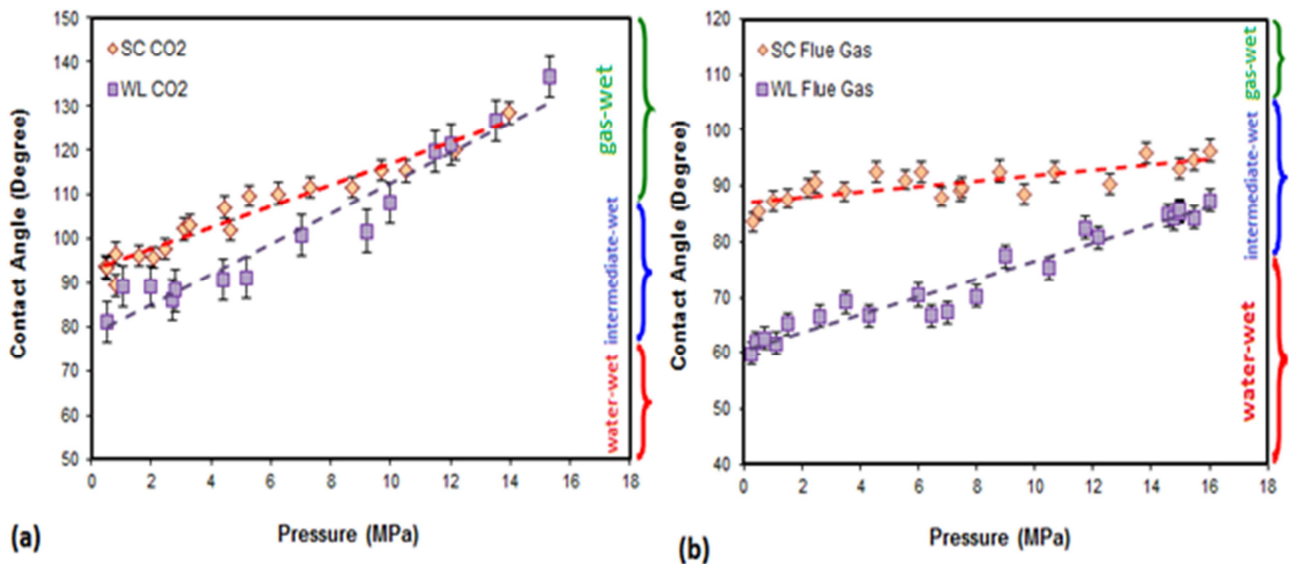 150
140
130
120
110
100
90
80
70
60
50
Contact Angle (Degree)
SC CO2
WL CO2
gas-wet
intermediate-wet
water-wet
0 2 4 6 8 10 12 14 16 18
Pressure (MPa)
(a)
120
110
100
90
80
70
60
50
40
Contact Angle (Degree)
SC Flue Gas
WL Flue Gas
gas-wet
intermediate-wet
water-wet
0 2 4 6 8 10 12 14 16 18
Pressure (MPa)
(b)